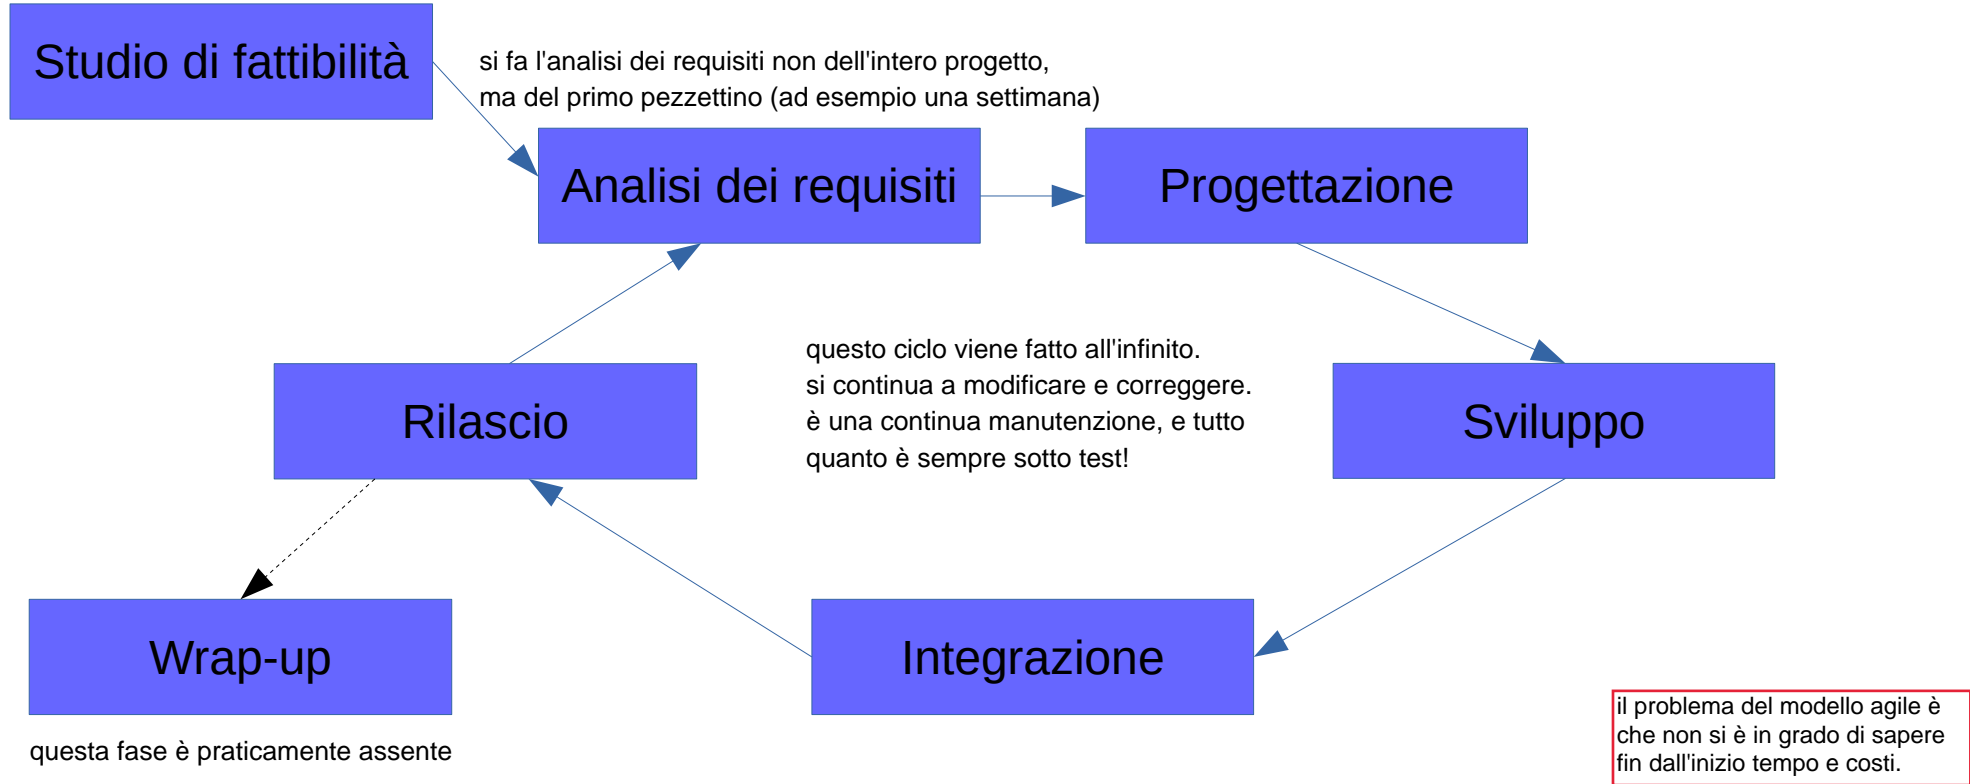 Studio di fattibilità
si fa l'analisi dei requisiti non dell'intero progetto,
ma del primo pezzettino (ad esempio una settimana)
Analisi dei requisiti
Progettazione
questo ciclo viene fatto all'infinito.
si continua a modificare e correggere.
è una continua manutenzione, e tutto
quanto è sempre sotto test!
Rilascio
Sviluppo
Wrap-up
Integrazione
questa fase è praticamente assente
il problema del modello agile è
che non si è in grado di sapere
fin dall'inizio tempo e costi.